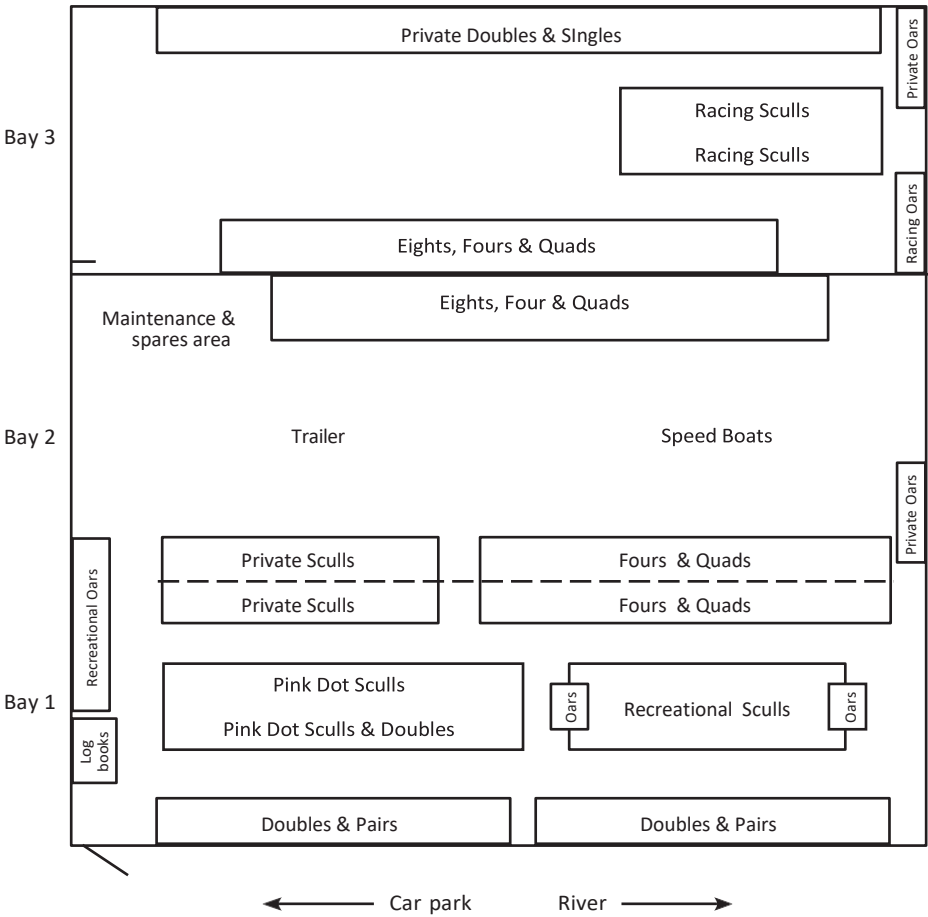 Private Doubles & SIngles
Private Oars
Bay 3
Racing Sculls
Racing Sculls
Racing Oars
Eights, Fours & Quads
Eights, Four & Quads
Maintenance &
spares area
Bay 2
Trailer
Speed Boats
Private Oars
Private Sculls
Fours & Quads
Private Sculls
Fours & Quads
Recreational Oars
Bay 1
Pink Dot Sculls
Pink Dot Sculls & Doubles
Oars
Recreational Sculls
Oars
Log
books
Doubles & Pairs
Doubles & Pairs
Car park
River